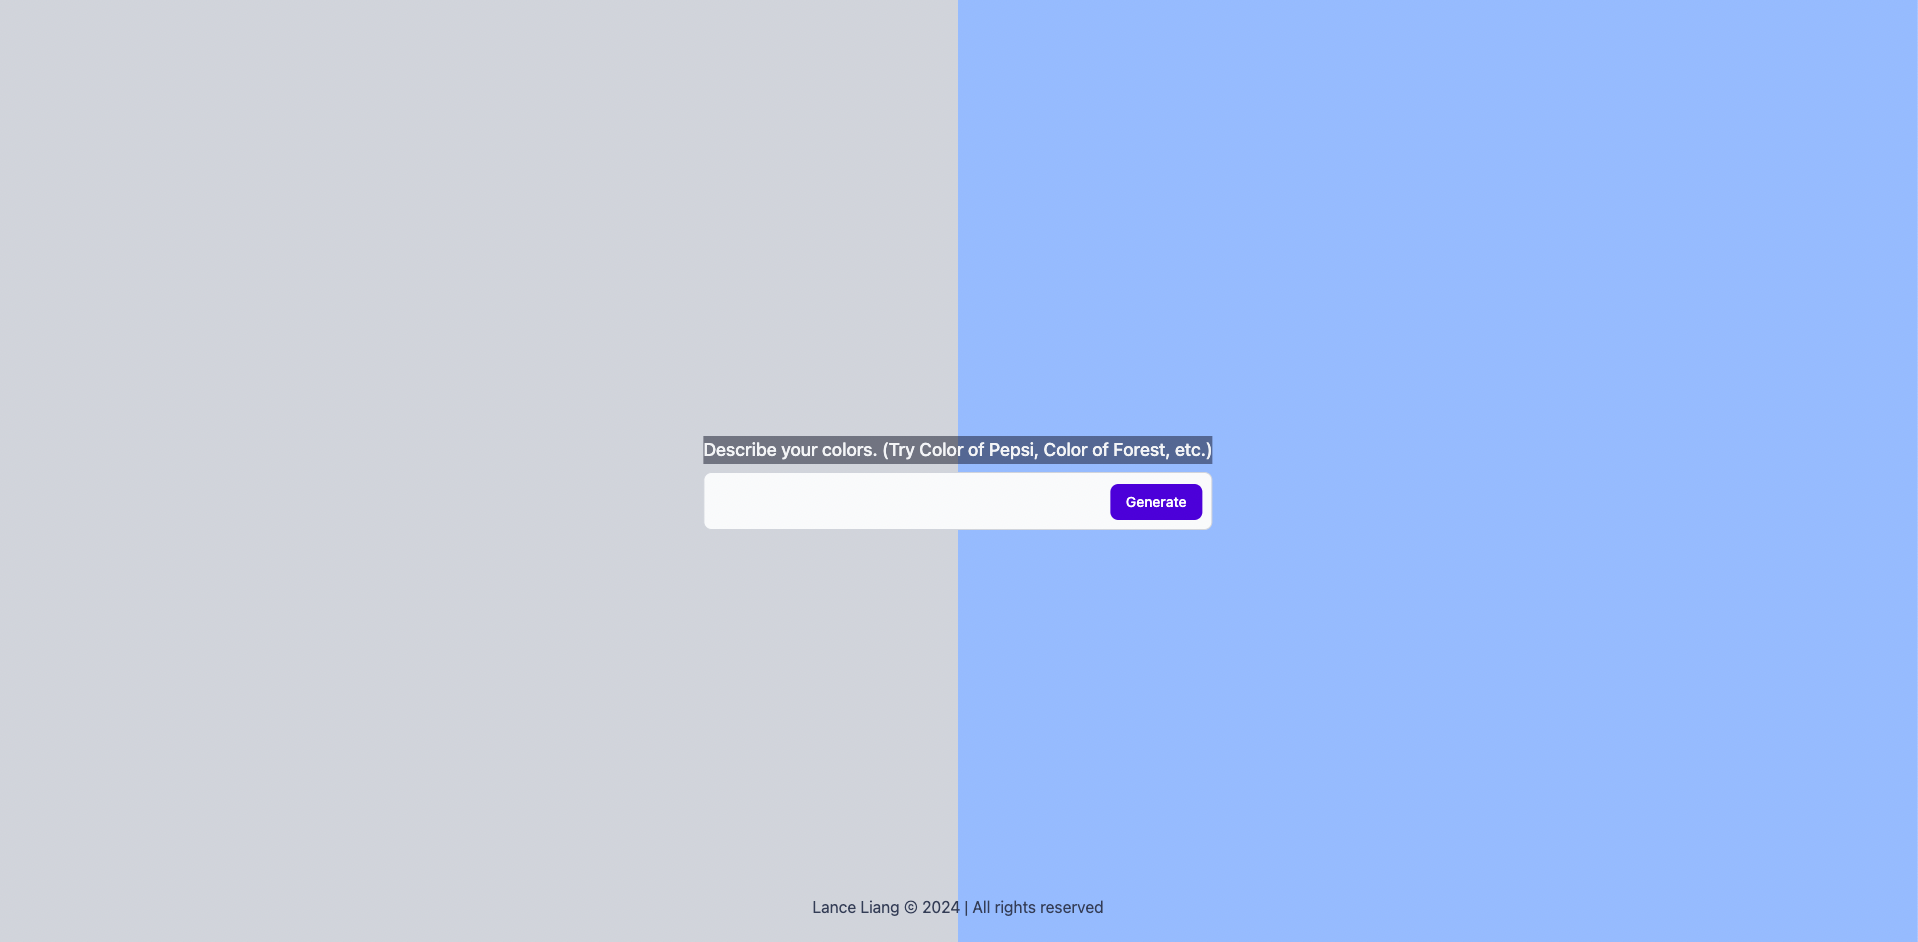 Describe your colors. (Try Color of Pepsi, Color of Forest, etc.)
Generate
Lance Liang © 2024 | All rights reserved